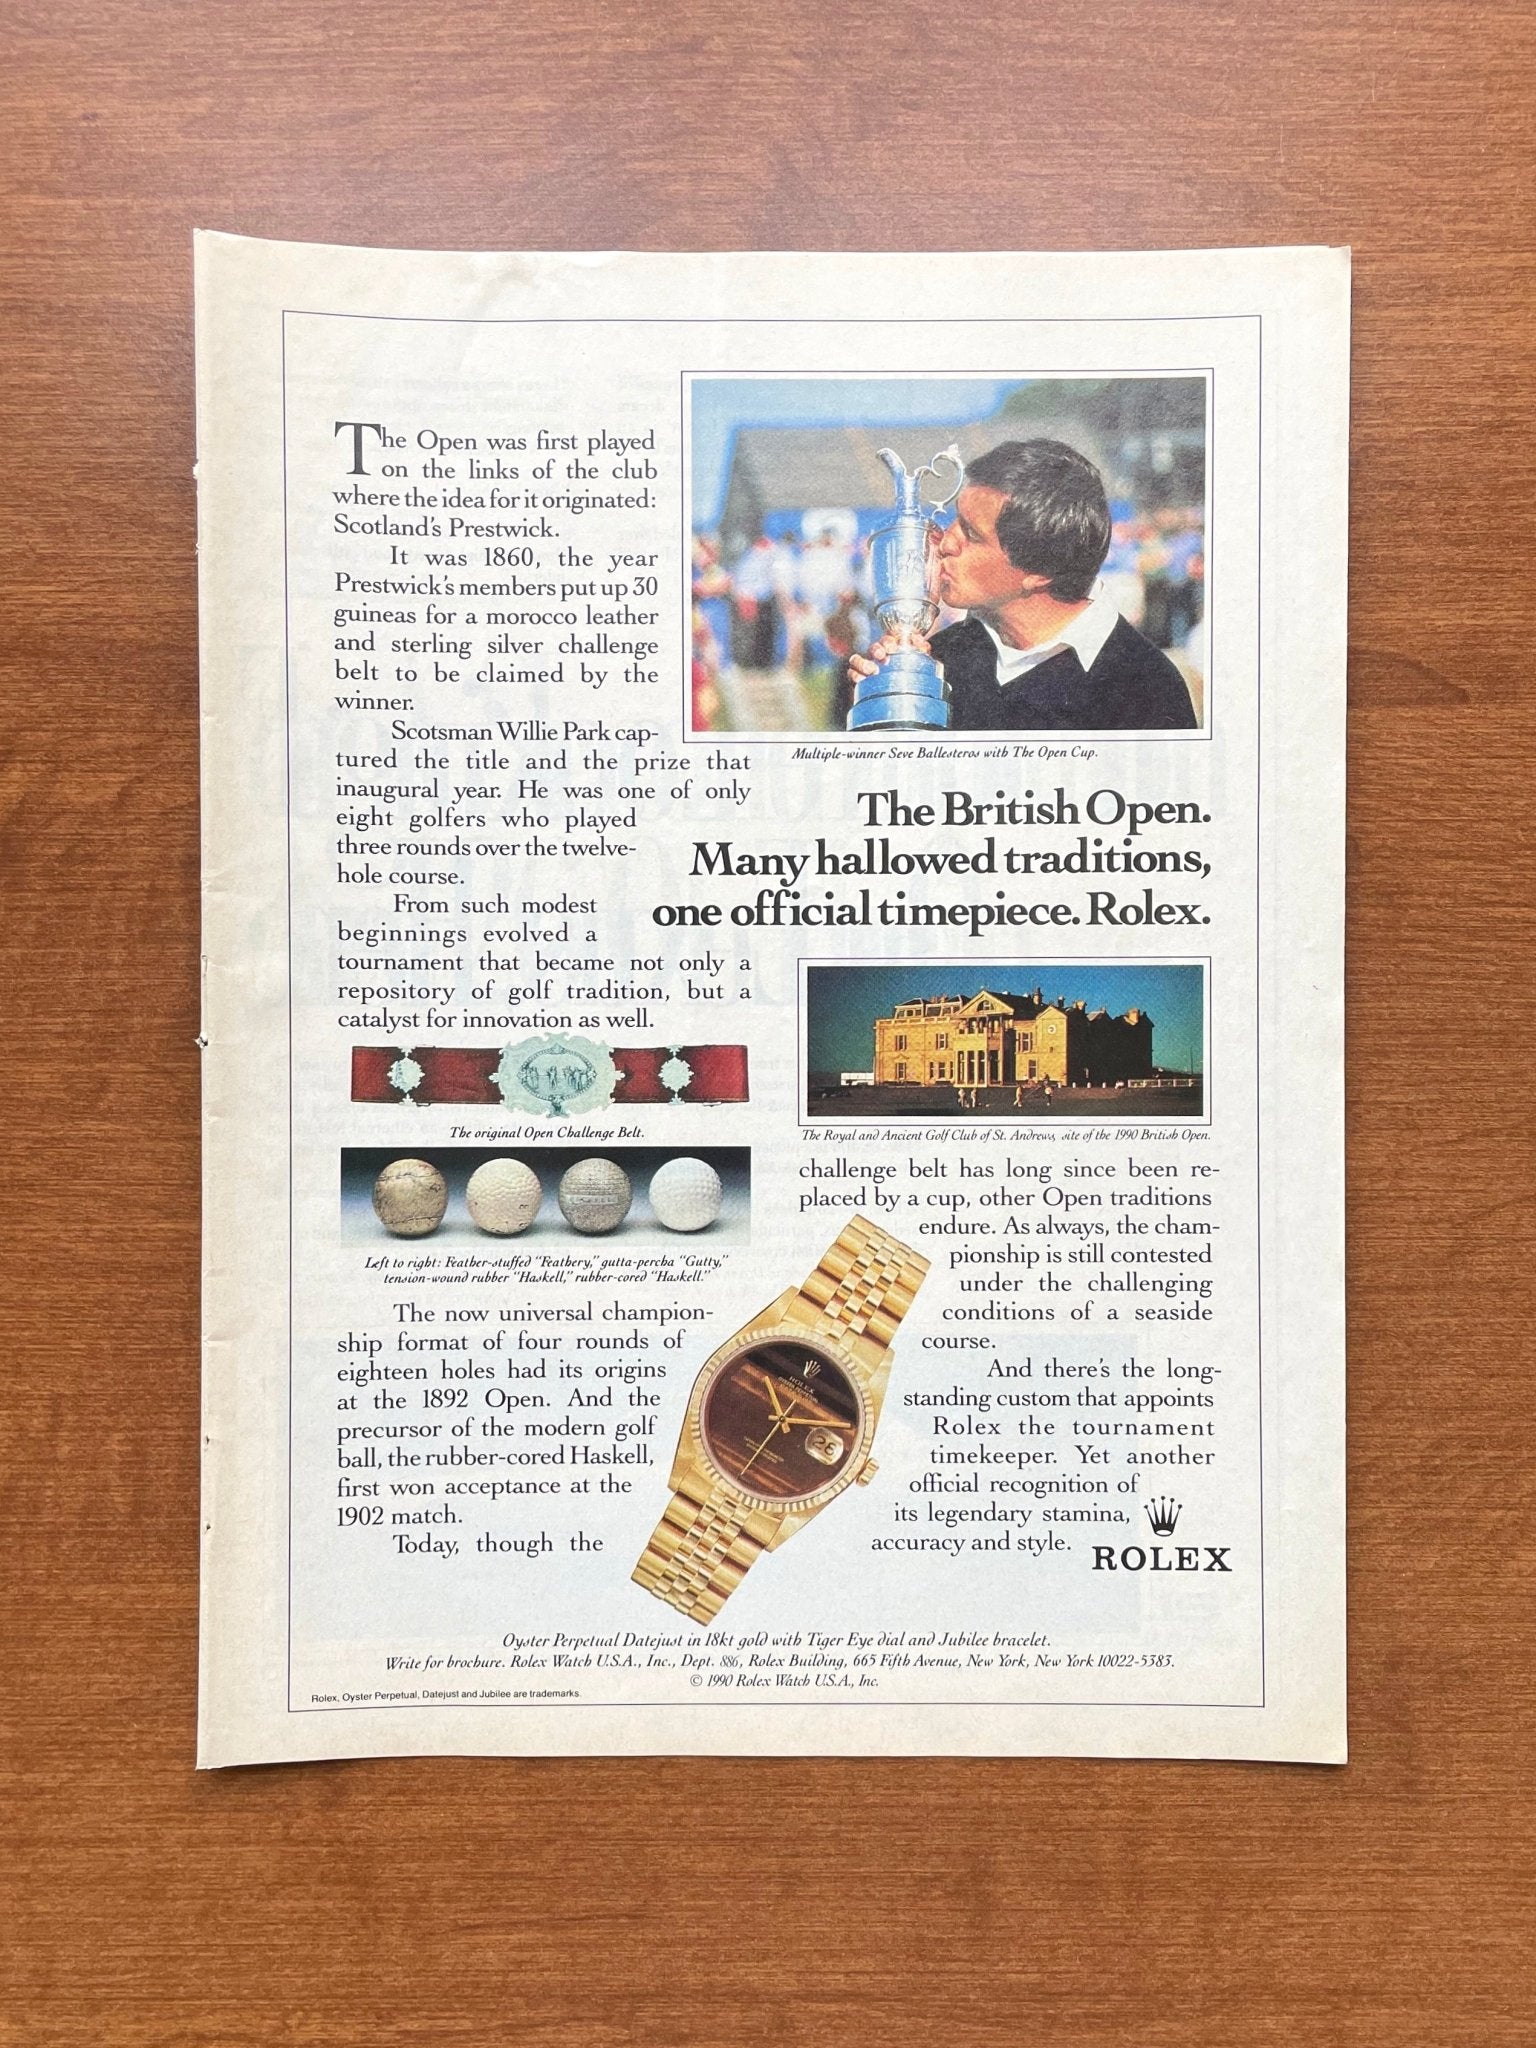 The Open was first played
on the links of the club
where the idea for it originated:
Scotland's Prestwick.
It was 1860, the year
Prestwick's members put up 30
guineas for a morocco leather
and sterling silver challenge
belt to be claimed by the
winner.
Scotsman Willie Park cap-
tured the title and the prize that
inaugural year. He was one of only
eight golfers who played
three rounds over the twelve-
hole course.
From such modest
beginnings evolved a
tournament that became not only a
repository of golf tradition, but a
catalyst for innovation as well.
The original Open Challenge Belt.
Left to right: Feather-stuffed "Feathery," gutta-percha "Gutty,"
tension-wound rubber "Haskell," rubber-cored "Haskell."
The now universal champion-
ship format of four rounds of
eighteen holes had its origins
at the 1892 Open. And the
precursor of the modern golf
ball, the rubber-cored Haskell,
first won acceptance at the
1902 match.
Today, though the
Multiple-winner Seve Ballesteros with The Open Cup.
The British Open.
Many hallowed traditions,
one official timepiece. Rolex.
The Royal and Ancient Golf Club of St. Andrews, site of the 1990 British Open.
challenge belt has long since been re-
placed by a cup, other Open traditions
endure. As always, the cham-
pionship is still contested
under the challenging
conditions of a seaside
course.
And there's the long-
standing custom that appoints
Rolex the tournament
timekeeper. Yet another
official recognition of
its legendary stamina,
accuracy and style.
ROLEX
ROLEX
28
Oyster Perpetual Datejust in 18kt gold with Tiger Eye dial and Jubilee bracelet.
Write for brochure. Rolex Watch U.S.A., Inc., Dept. 886, Rolex Building, 665 Fifth Avenue, New York, New York 10022-5383.
© 1990 Rolex Watch U.S.A., Inc.
Rolex, Oyster Perpetual, Datejust and Jubilee are trademarks.